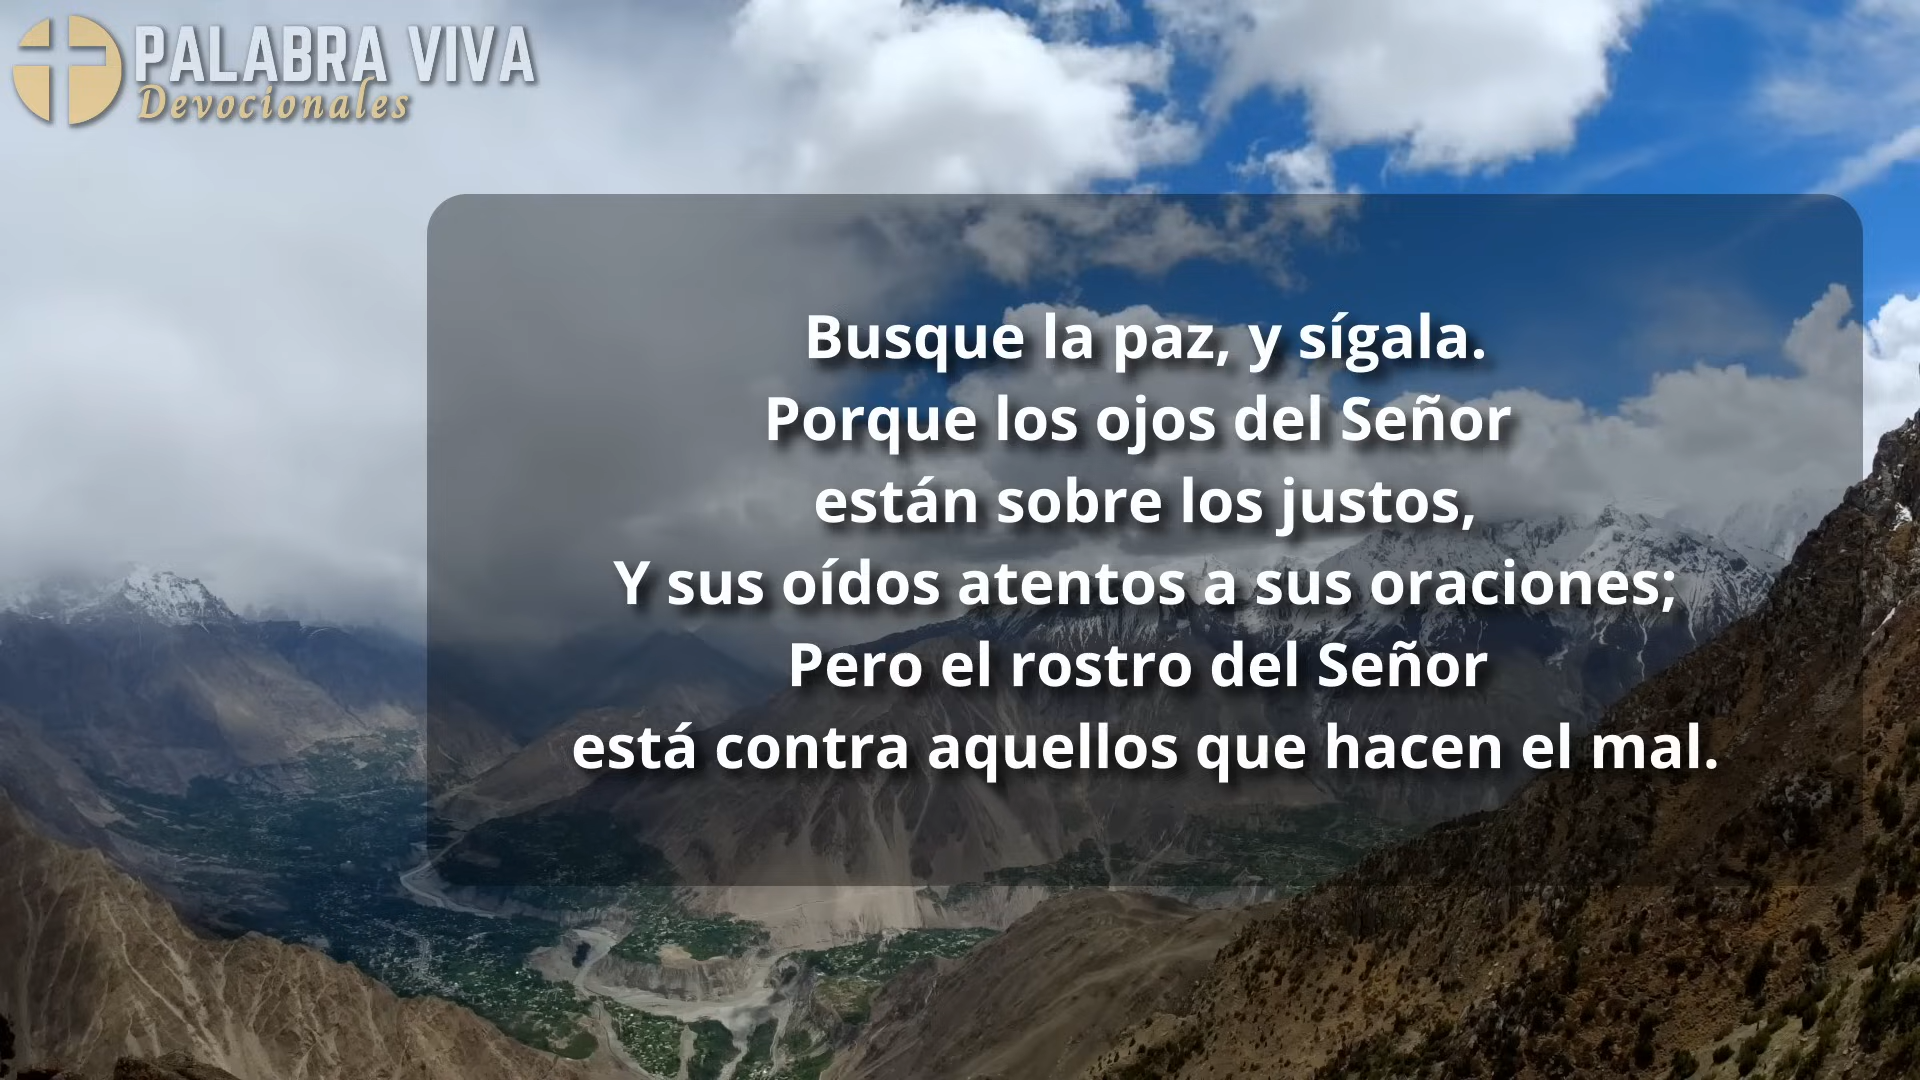 PALABRA VIVA
Devocionales
Busque la paz, y sígala.
Porque los ojos del Señor
están sobre los justos,
Y sus oídos atentos a sus oraciones;
Pero el rostro del Señor
está contra aquellos que hacen el mal.